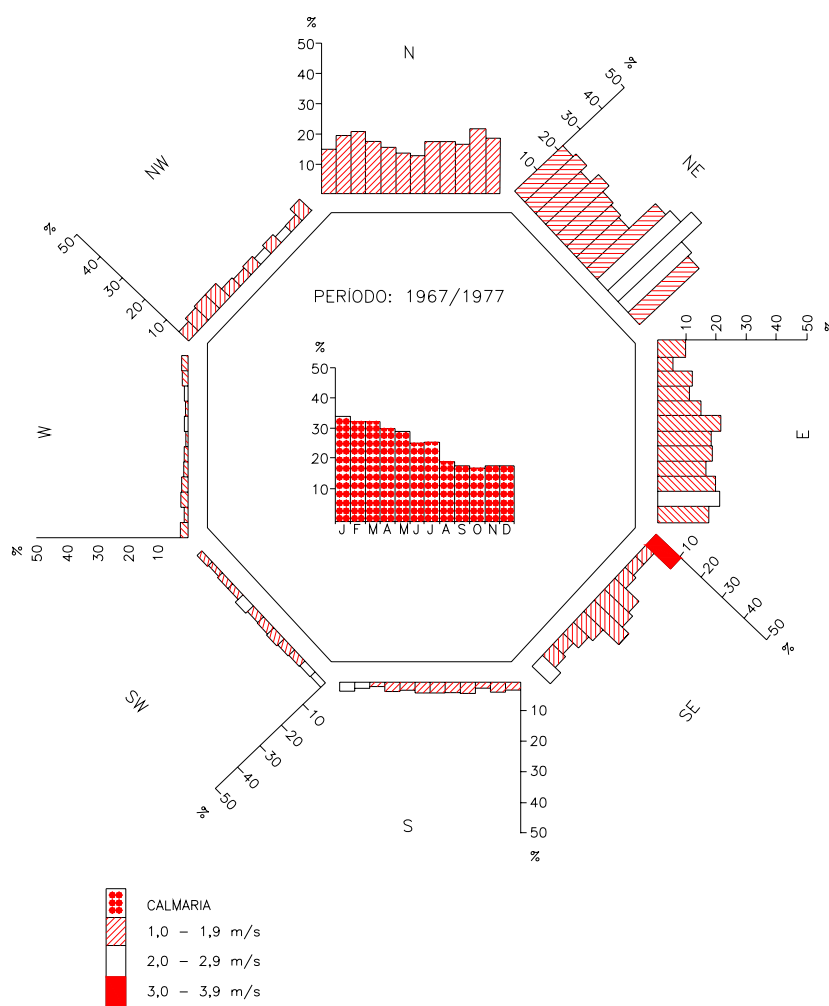 %
50
40
30
20
10
N
%
50
40
30
20
10
NE
NW
%
50
40
30
20
10
PERÍODO: 1967/1977
%
50
40
30
20
10
J F M A M J J A S O N D
10 20 30 40 50
%
E
W
% 50 40 30 20 10
10
20
30
40
50
%
SE
SW
10
20
30
40
50
%
S
10
20
30
40
50
%
CALMARIA
1,0 – 1,9 m/s
2,0 – 2,9 m/s
3,0 – 3,9 m/s